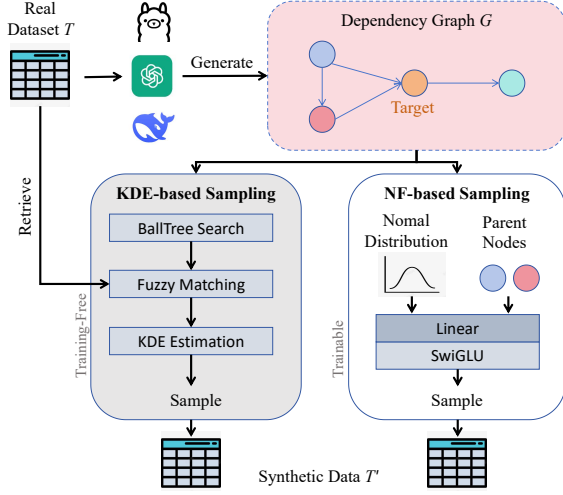 Real
Dataset T
Generate
Dependency Graph G
Target
Retrieve
KDE-based Sampling
BallTree Search
Fuzzy Matching
KDE Estimation
Sample
Training-Free
NF-based Sampling
Nomal
Distribution
Parent
Nodes
Linear
SwiGLU
Sample
Trainable
Synthetic Data T'